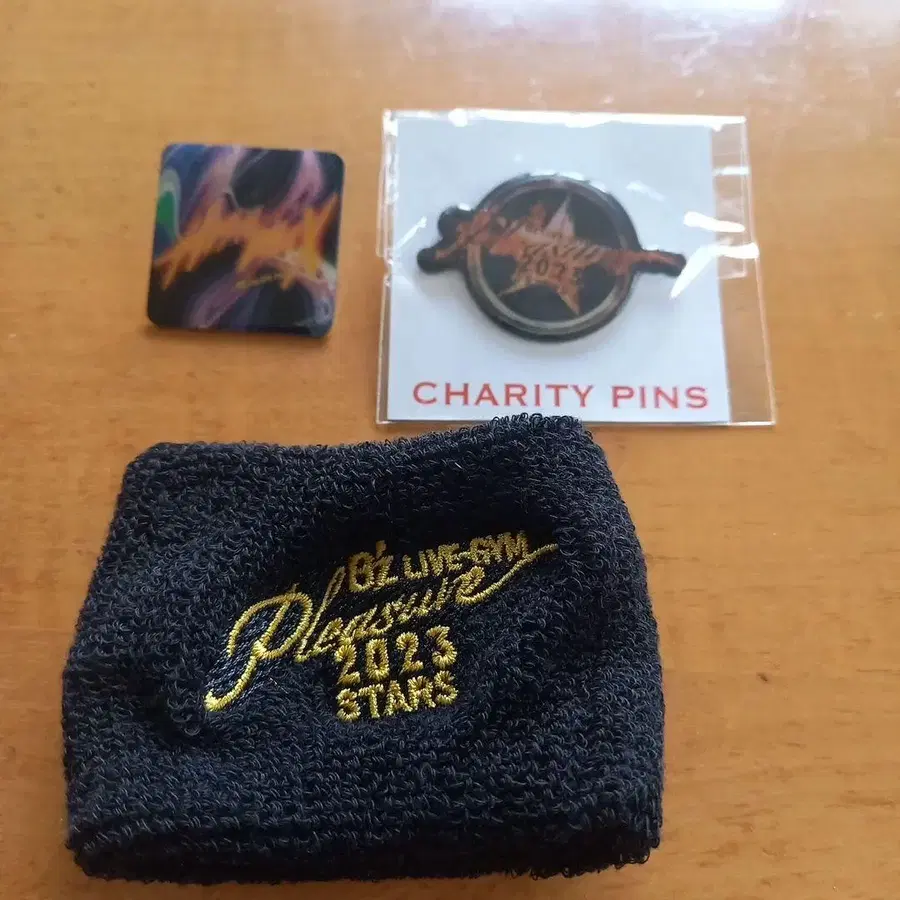 CHARITY PINS
B'z LIVE-GYM
Pleasure
2023
STARS